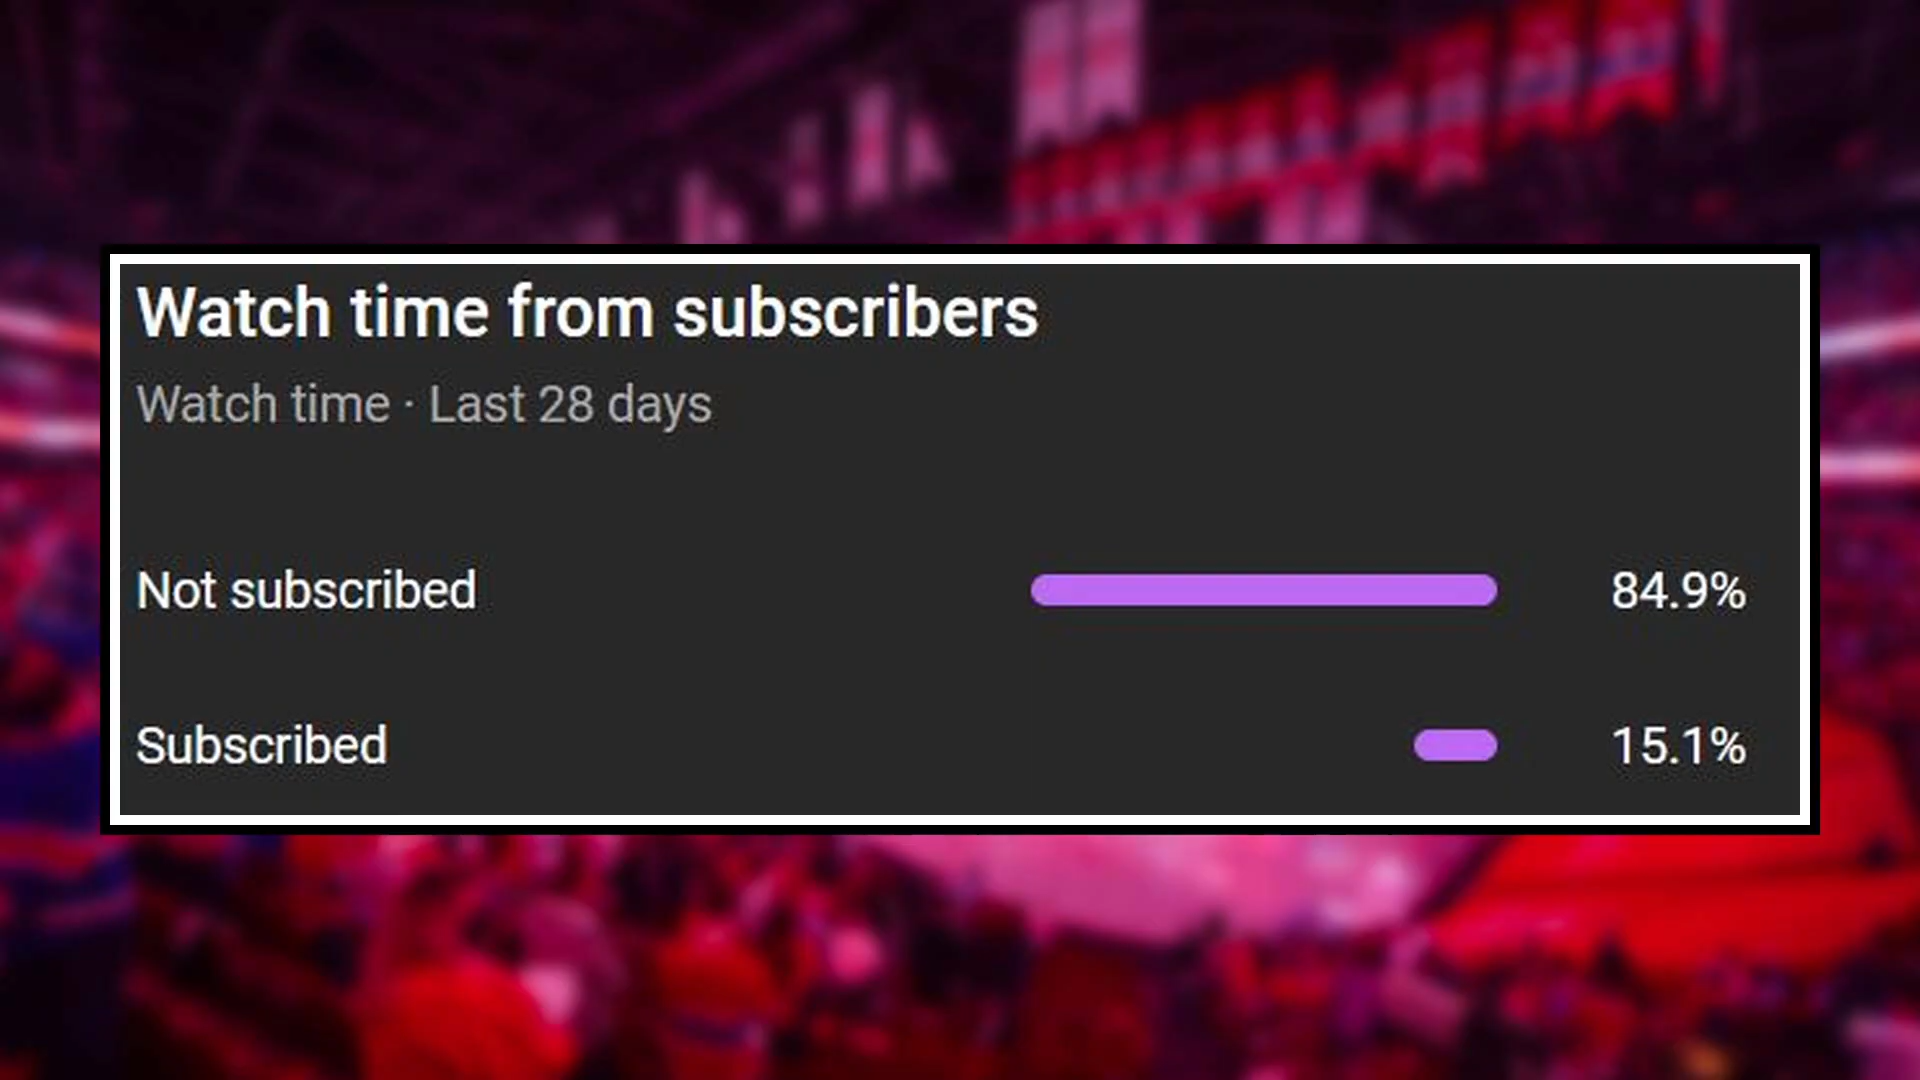 Watch time from subscribers
Watch time · Last 28 days
Not subscribed 84.9%
Subscribed 15.1%